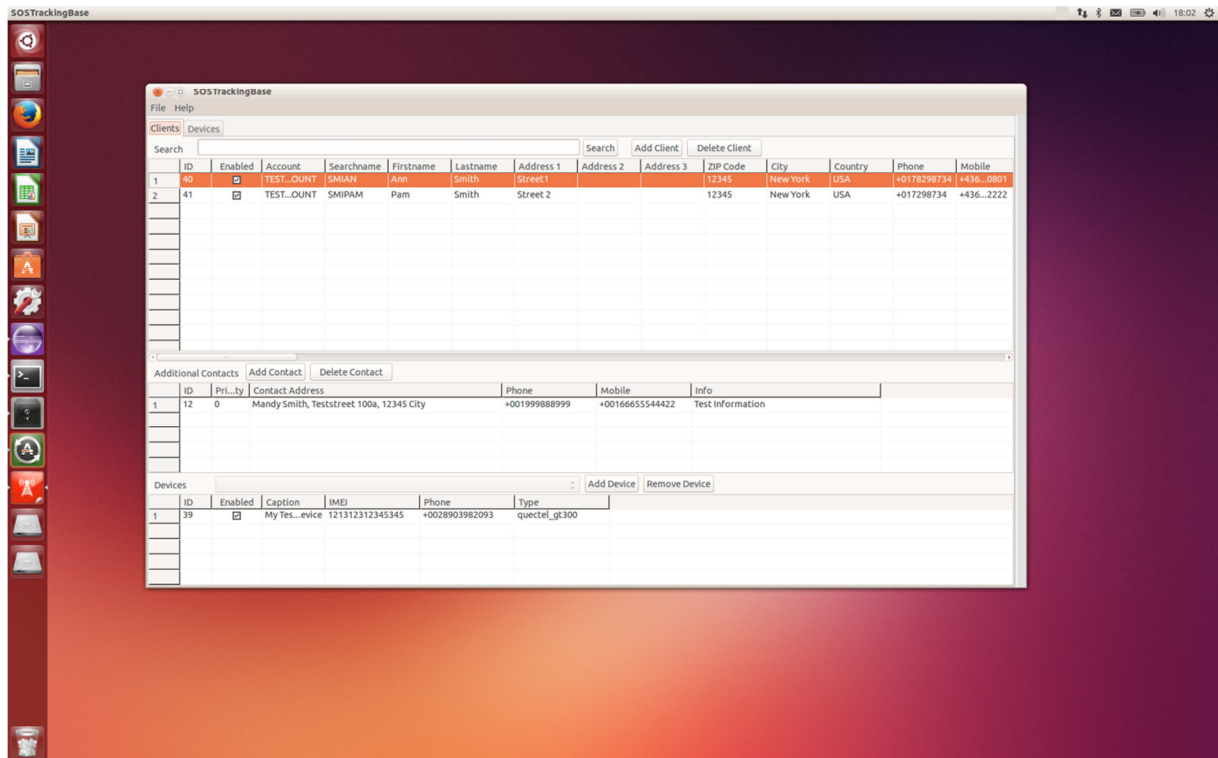 SOSTrackingBase
18:02
SOSTrackingBase
File Help
Clients Devices
Search Search Add Client Delete Client
ID Enabled Account Searchname Firstname Lastname Address 1 Address 2 Address 3 ZIP Code City Country Phone Mobile
1 40 TEST...OUNT SMIAN Ann Smith Street1 12345 New York USA +0178298734 +436...0801
2 41 TEST...OUNT SMIPAM Pam Smith Street 2 12345 New York USA +017298734 +436...2222
Additional Contacts Add Contact Delete Contact
ID Pri...ty Contact Address Phone Mobile Info
1 12 0 Mandy Smith, Teststreet 100a, 12345 City +001999888999 +00166655544422 Test Information
Devices Add Device Remove Device
ID Enabled Caption IMEI Phone Type
1 39 My Tes...evice 121312312345345 +0028903982093 quectel_gt300